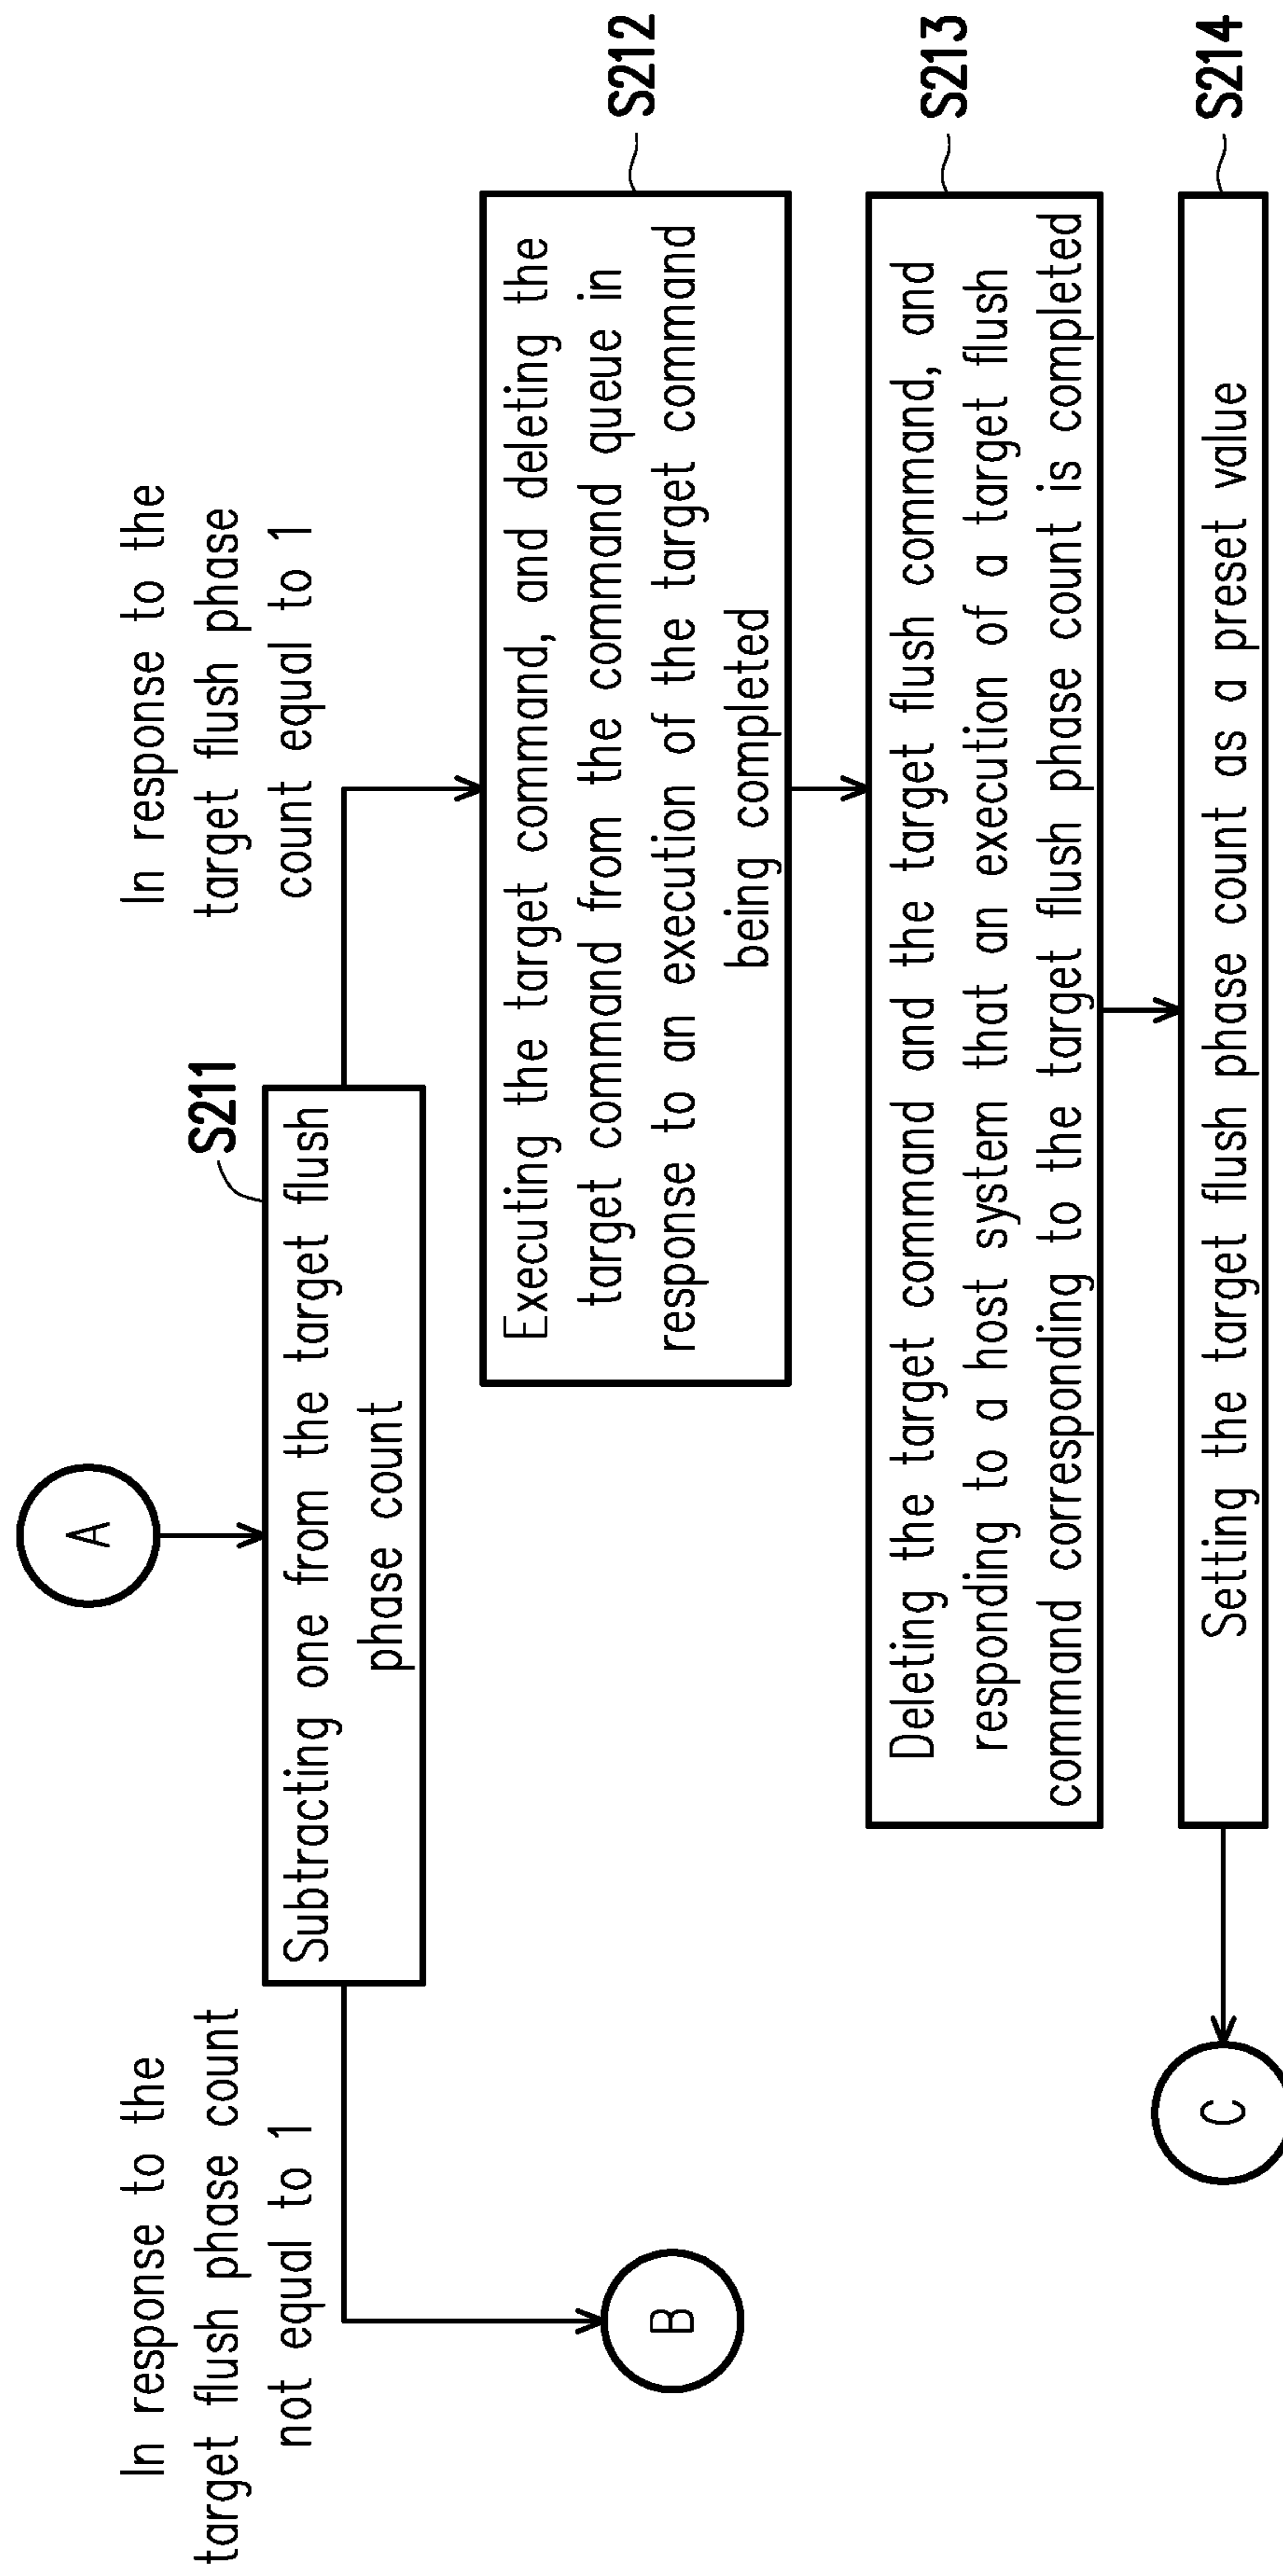 A
In response to the
target flush phase count
not equal to 1
S211
In response to the
target flush phase
count equal to 1
Subtracting one from the target flush
phase count
B
S212
Executing the target command, and deleting the
target command from the command queue in
response to an execution of the target command
being completed
S213
Deleting the target command and the target flush command, and
responding to a host system that an execution of a target flush
command corresponding to the target flush phase count is completed
S214
Setting the target flush phase count as a preset value
C